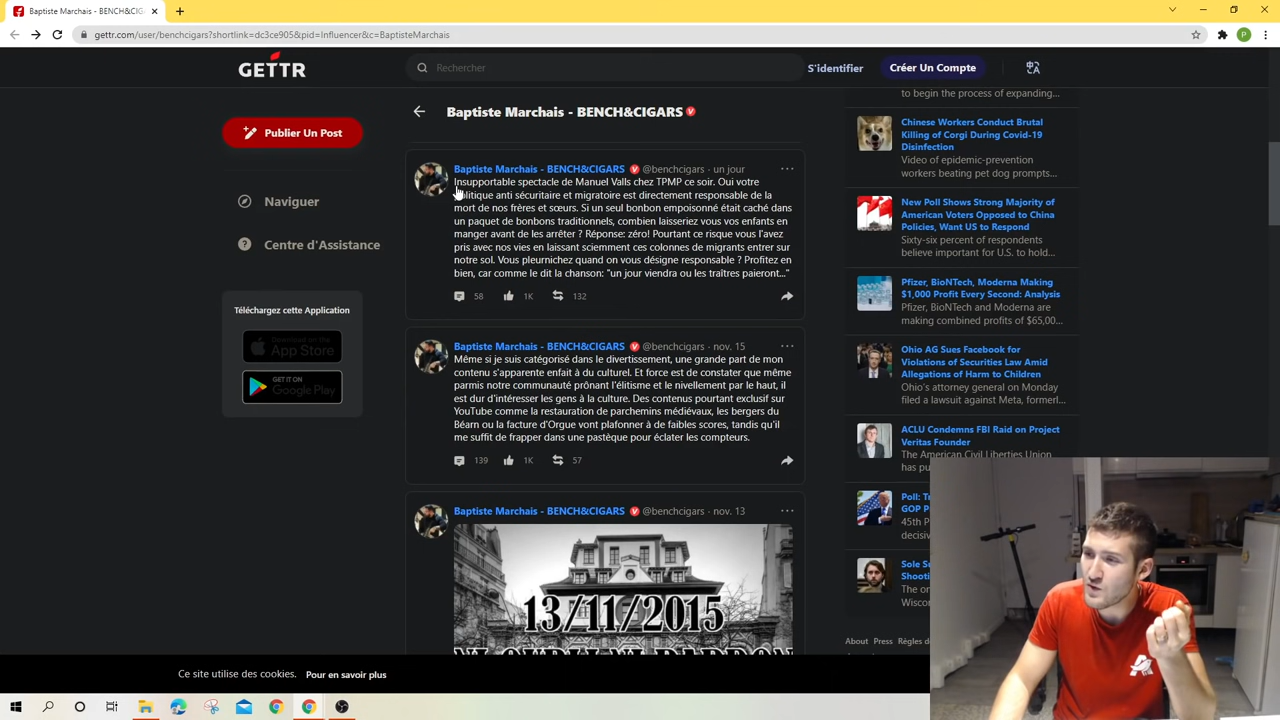 Baptiste Marchais - BENCH&CIG
gettr.com/user/benchcigars?shortlink=dc3ce905&pid=Influencer&c=BaptisteMarchais
P
GETTR
Rechercher
S'identifier
Créer Un Compte
Publier Un Post
Naviguer
Centre d'Assistance
Téléchargez cette Application
Download on the
App Store
GET IT ON
Google Play
Baptiste Marchais - BENCH&CIGARS
Baptiste Marchais - BENCH&CIGARS @benchcigars · un jour
Insupportable spectacle de Manuel Valls chez TPMP ce soir. Oui votre
politique anti sécuritaire et migratoire est directement responsable de la
mort de nos frères et sœurs. Si un seul bonbon empoisonné était caché dans
un paquet de bonbons traditionnels, combien laisseriez vous vos enfants en
manger avant de les arrêter ? Réponse: zéro! Pourtant ce risque vous l'avez
pris avec nos vies en laissant sciemment ces colonnes de migrants entrer sur
notre sol. Vous pleurnichez quand on vous désigne responsable ? Profitez en
bien, car comme le dit la chanson: "un jour viendra ou les traîtres paieront..."
58 1K 132
Baptiste Marchais - BENCH&CIGARS @benchcigars · nov. 15
Même si je suis catégorisé dans le divertissement, une grande part de mon
contenu s'apparente enfait à du culturel. Et force est de constater que même
parmis notre communauté prônant l'élitisme et le nivellement par le haut, il
est dur d'intéresser les gens à la culture. Des contenus pourtant exclusif sur
YouTube comme la restauration de parchemins médiévaux, les bergers du
Béarn ou la facture d'Orgue vont plafonner à de faibles scores, tandis qu'il
me suffit de frapper dans une pastèque pour éclater les compteurs.
139 1K 57
Baptiste Marchais - BENCH&CIGARS @benchcigars · nov. 13
13/11/2015
to begin the process of expanding...
Chinese Workers Conduct Brutal
Killing of Corgi During Covid-19
Disinfection
Video of epidemic-prevention
workers beating pet dog prompts...
New Poll Shows Strong Majority of
American Voters Opposed to China
Policies, Want US to Respond
Sixty-six percent of respondents
believe important for U.S. to hold...
Pfizer, BioNTech, Moderna Making
$1,000 Profit Every Second: Analysis
Pfizer, BioNTech and Moderna are
making combined profits of $65,00...
Ohio AG Sues Facebook for
Violations of Securities Law Amid
Allegations of Harm to Children
Ohio's attorney general on Monday
filed a lawsuit against Meta, formerl...
ACLU Condemns FBI Raid on Project
Veritas Founder
The American Civil Liberties Union
has pu
Poll: T
GOP P
45th P
decisiv
Sole Su
Shooti
The on
Wisco
About Press Règles d
Ce site utilise des cookies. Pour en savoir plus